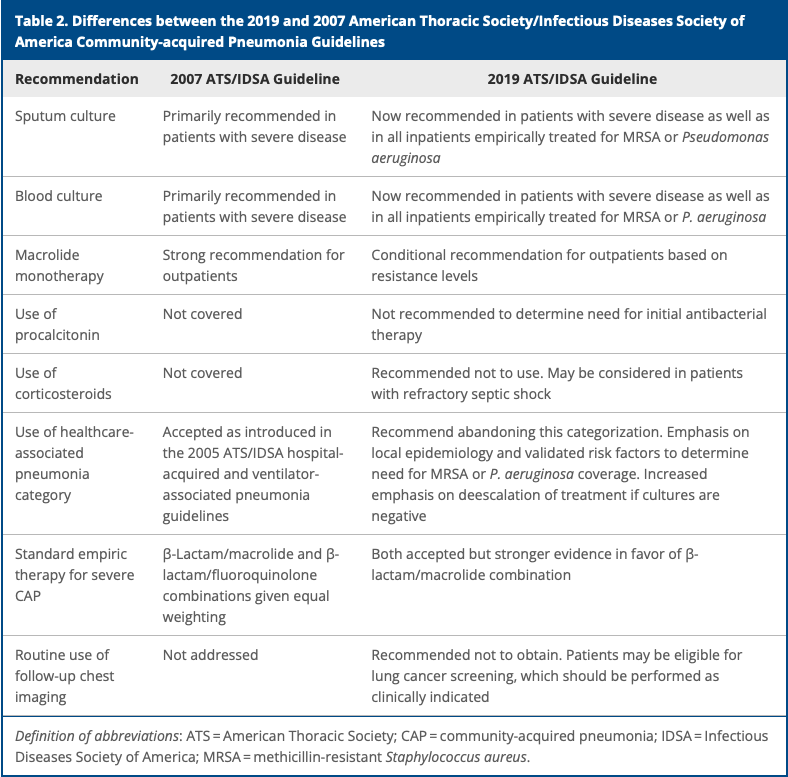 Table 2. Differences between the 2019 and 2007 American Thoracic Society/Infectious Diseases Society of
America Community-acquired Pneumonia Guidelines
Recommendation 2007 ATS/IDSA Guideline 2019 ATS/IDSA Guideline
Sputum culture Primarily recommended in Now recommended in patients with severe disease as well as
patients with severe disease in all inpatients empirically treated for MRSA or Pseudomonas
aeruginosa
Blood culture Primarily recommended in Now recommended in patients with severe disease as well as
patients with severe disease in all inpatients empirically treated for MRSA or P. aeruginosa
Macrolide Strong recommendation for Conditional recommendation for outpatients based on
monotherapy outpatients resistance levels
Use of Not covered Not recommended to determine need for initial antibacterial
procalcitonin therapy
Use of Not covered Recommended not to use. May be considered in patients
corticosteroids with refractory septic shock
Use of healthcare- Accepted as introduced in Recommend abandoning this categorization. Emphasis on
associated the 2005 ATS/IDSA hospital- local epidemiology and validated risk factors to determine
pneumonia acquired and ventilator- need for MRSA or P. aeruginosa coverage. Increased
category associated pneumonia emphasis on deescalation of treatment if cultures are
guidelines negative
Standard empiric β-Lactam/macrolide and β- Both accepted but stronger evidence in favor of β-
therapy for severe lactam/fluoroquinolone lactam/macrolide combination
CAP combinations given equal
weighting
Routine use of Not addressed Recommended not to obtain. Patients may be eligible for
follow-up chest lung cancer screening, which should be performed as
imaging clinically indicated
Definition of abbreviations: ATS = American Thoracic Society; CAP = community-acquired pneumonia; IDSA = Infectious
Diseases Society of America; MRSA = methicillin-resistant Staphylococcus aureus.